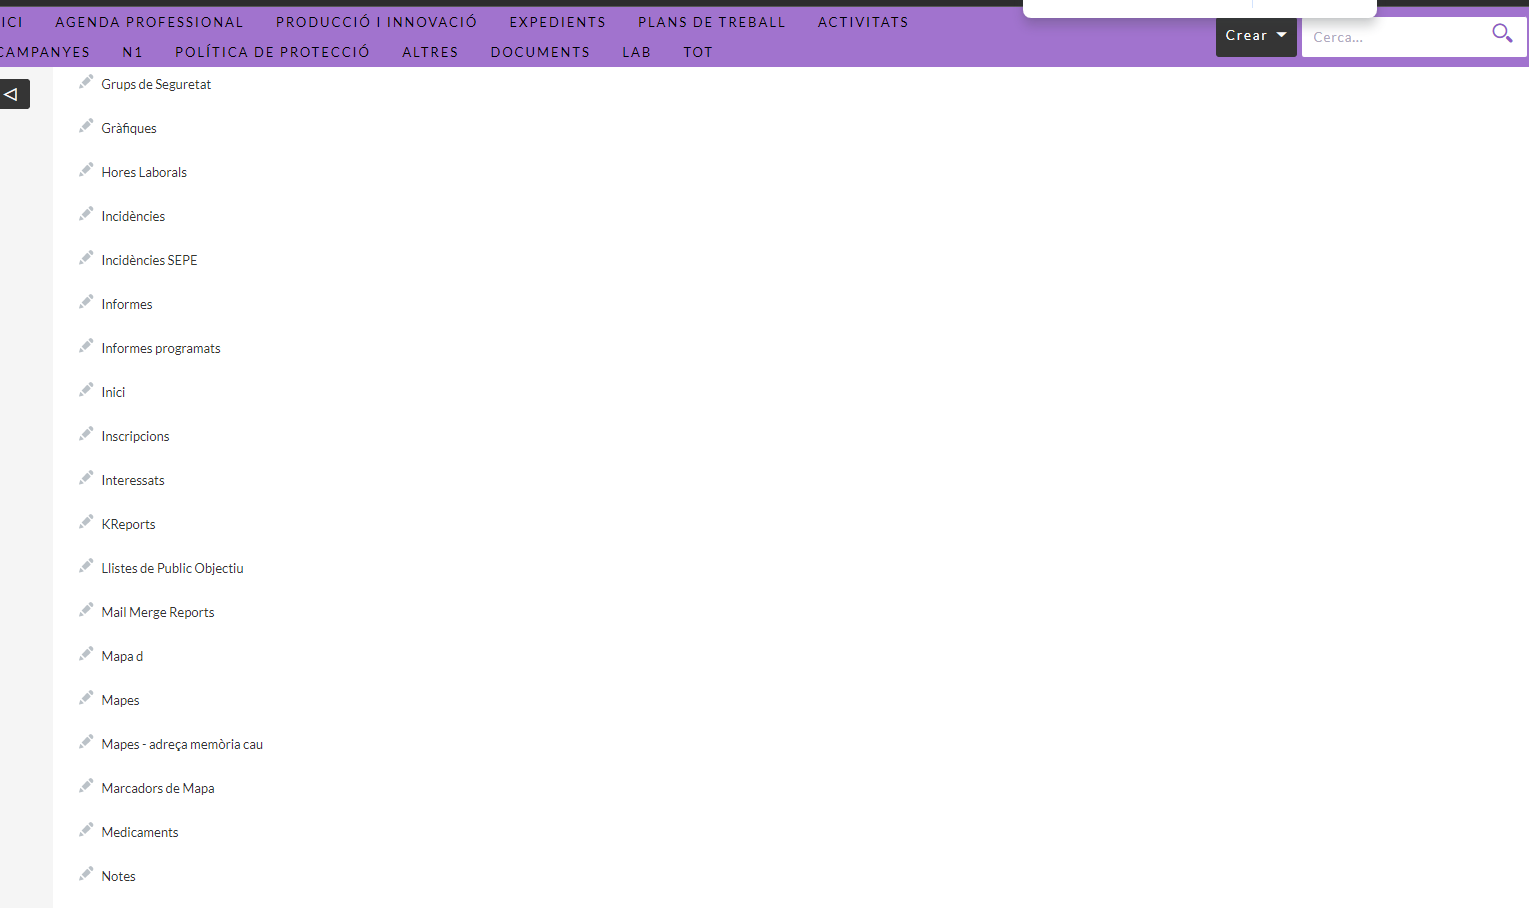 ICI AGENDA PROFESSIONAL PRODUCCIÓ I INNOVACIÓ EXPEDIENTS PLANS DE TREBALL ACTIVITATS
CAMPANYES N1 POLÍTICA DE PROTECCIÓ ALTRES DOCUMENTS LAB TOT
Crear
Cerca...
Grups de Seguretat
Gràfiques
Hores Laborals
Incidències
Incidències SEPE
Informes
Informes programats
Inici
Inscripcions
Interessats
KReports
Llistes de Public Objectiu
Mail Merge Reports
Mapa d
Mapes
Mapes - adreça memòria cau
Marcadors de Mapa
Medicaments
Notes